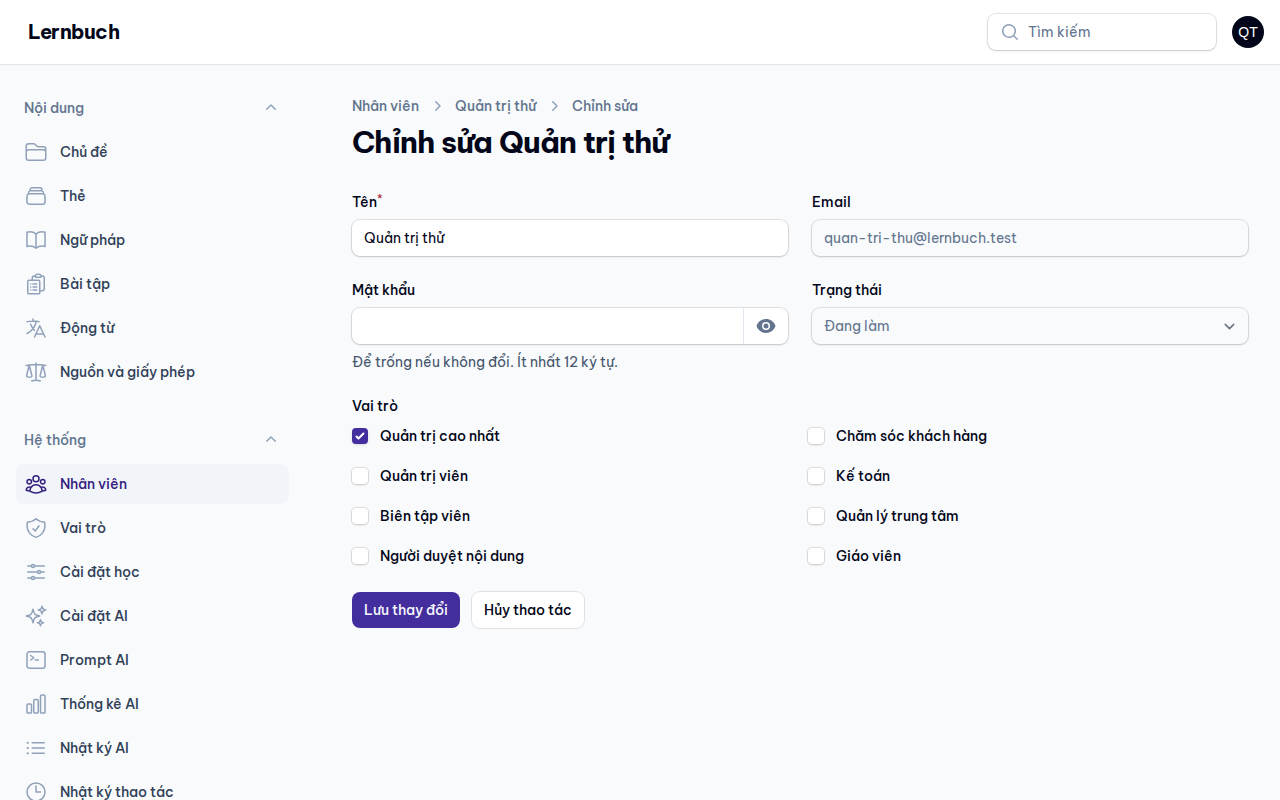 Lernbuch
Tìm kiếm
QT
Nội dung
Chủ đề
Thẻ
Ngữ pháp
Bài tập
Động từ
Nguồn và giấy phép
Hệ thống
Nhân viên
Vai trò
Cài đặt học
Cài đặt AI
Prompt AI
Thống kê AI
Nhật ký AI
Nhật ký thao tác
Nhân viên > Quản trị thử > Chỉnh sửa
Chỉnh sửa Quản trị thử
Tên*
Quản trị thử
Email
quan-tri-thu@lernbuch.test
Mật khẩu
Để trống nếu không đổi. Ít nhất 12 ký tự.
Trạng thái
Đang làm
Vai trò
Quản trị cao nhất
Chăm sóc khách hàng
Quản trị viên
Kế toán
Biên tập viên
Quản lý trung tâm
Người duyệt nội dung
Giáo viên
Lưu thay đổi
Hủy thao tác